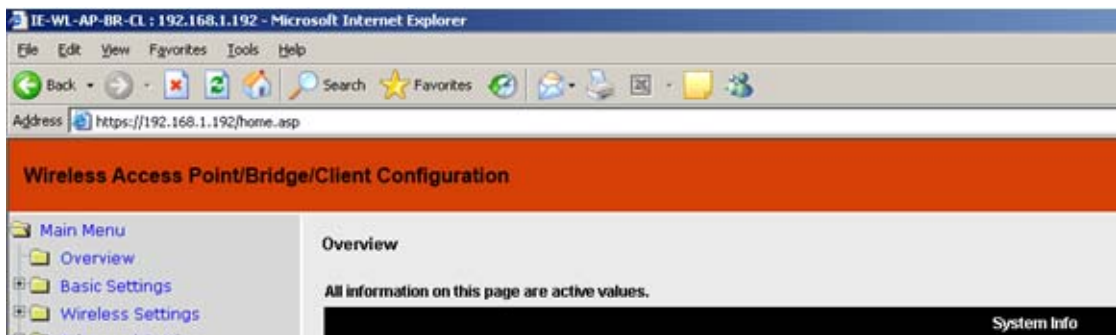 IE-WL-AP-BR-CL : 192.168.1.192 - Microsoft Internet Explorer
File Edit View Favorites Tools Help
Back Search Favorites
Address https://192.168.1.192/home.asp
Wireless Access Point/Bridge/Client Configuration
Main Menu
Overview
Basic Settings
Wireless Settings
Overview
All information on this page are active values.
System Info